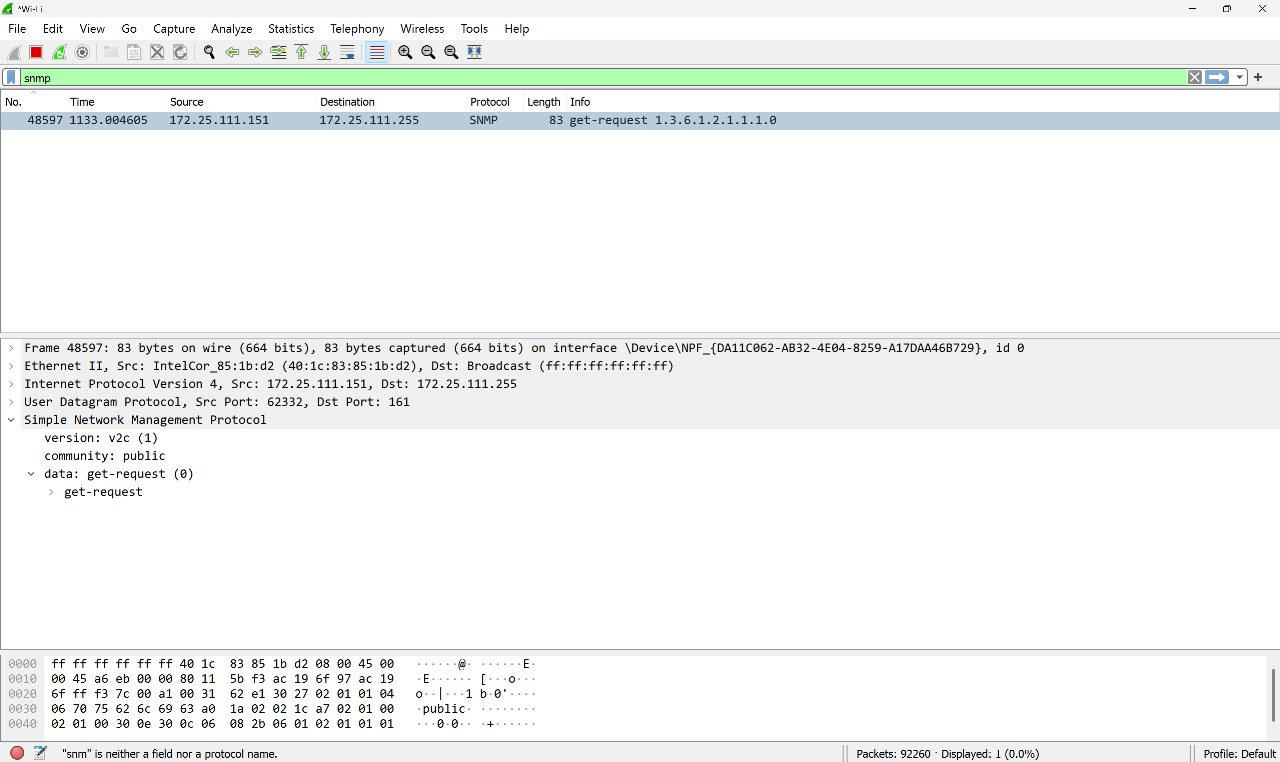 *Wi-Fi
File Edit View Go Capture Analyze Statistics Telephony Wireless Tools Help
snmp
No. Time Source Destination Protocol Length Info
48597 1133.004605 172.25.111.151 172.25.111.255 SNMP 83 get-request 1.3.6.1.2.1.1.1.0
Frame 48597: 83 bytes on wire (664 bits), 83 bytes captured (664 bits) on interface \Device\NPF_{DA11C062-AB32-4E04-8259-A17DAA46B729}, id 0
Ethernet II, Src: IntelCor_85:1b:d2 (40:1c:83:85:1b:d2), Dst: Broadcast (ff:ff:ff:ff:ff:ff)
Internet Protocol Version 4, Src: 172.25.111.151, Dst: 172.25.111.255
User Datagram Protocol, Src Port: 62332, Dst Port: 161
Simple Network Management Protocol
version: v2c (1)
community: public
data: get-request (0)
get-request
0000 ff ff ff ff ff ff 40 1c 83 85 1b d2 08 00 45 00 ······@· ······E·
0010 00 45 a6 eb 00 00 80 11 5b f3 ac 19 6f 97 ac 19 ·E······ [···o···
0020 6f ff f3 7c 00 a1 00 31 62 e1 30 27 02 01 01 04 o··|···1 b·0'····
0030 06 70 75 62 6c 69 63 a0 1a 02 02 1c a7 02 01 00 ·public· ········
0040 02 01 00 30 0e 30 0c 06 08 2b 06 01 02 01 01 01 ···0·0·· ·+······
"snm" is neither a field nor a protocol name.
Packets: 92260 · Displayed: 1 (0.0%)
Profile: Default